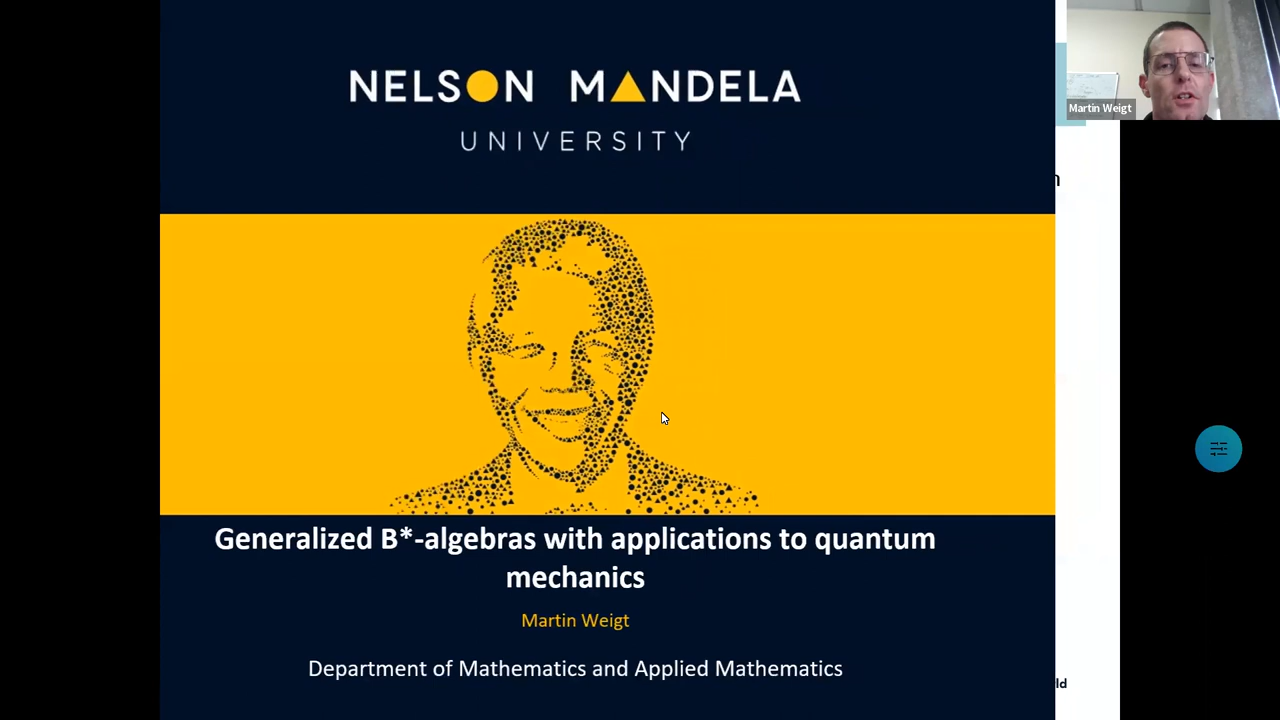 NELSON MANDELA
UNIVERSITY
Martin Weigt
Generalized B*-algebras with applications to quantum
mechanics
Martin Weigt
Department of Mathematics and Applied Mathematics
ld